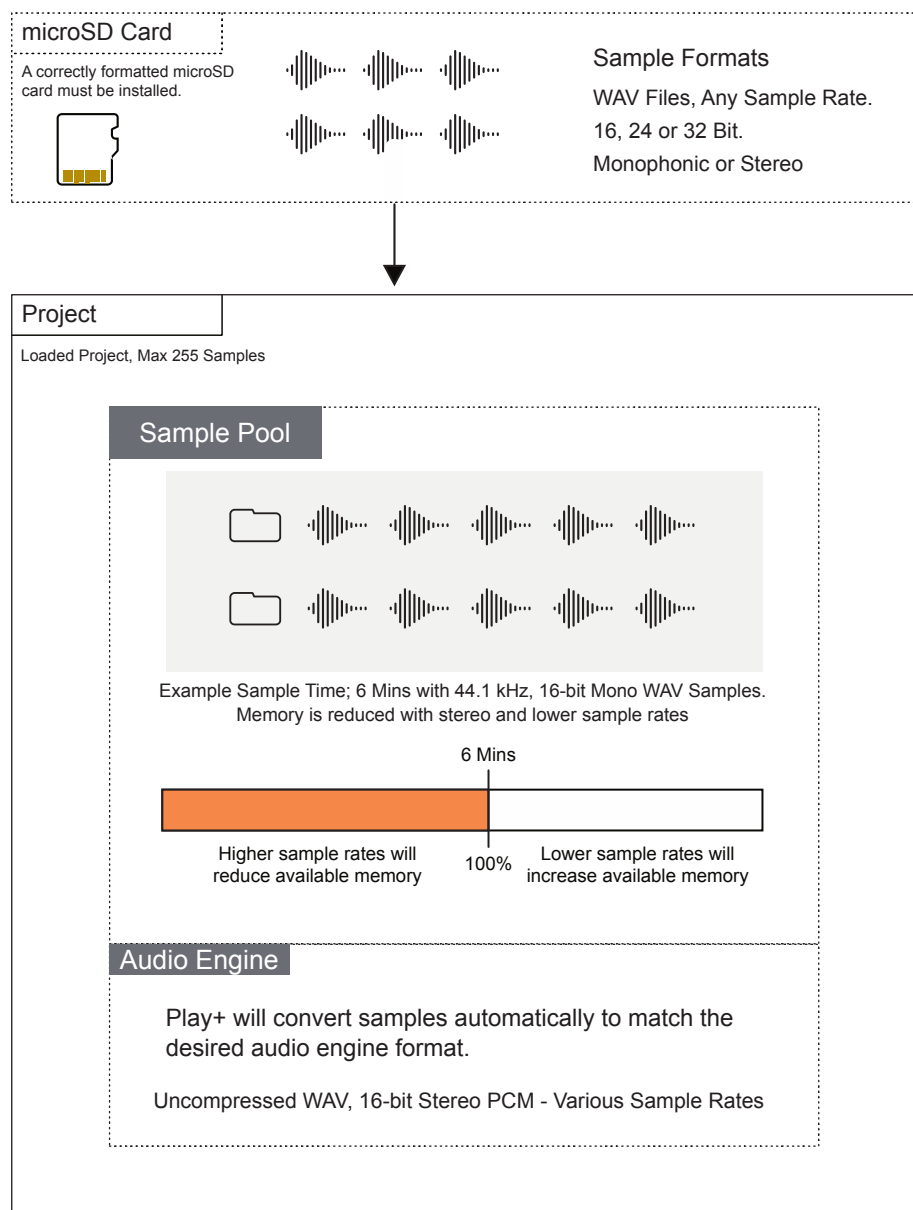 microSD Card
A correctly formatted microSD
card must be installed.
Sample Formats
WAV Files, Any Sample Rate.
16, 24 or 32 Bit.
Monophonic or Stereo
Project
Loaded Project, Max 255 Samples
Sample Pool
Example Sample Time; 6 Mins with 44.1 kHz, 16-bit Mono WAV Samples.
Memory is reduced with stereo and lower sample rates
6 Mins
Higher sample rates will
reduce available memory
100%
Lower sample rates will
increase available memory
Audio Engine
Play+ will convert samples automatically to match the
desired audio engine format.
Uncompressed WAV, 16-bit Stereo PCM - Various Sample Rates